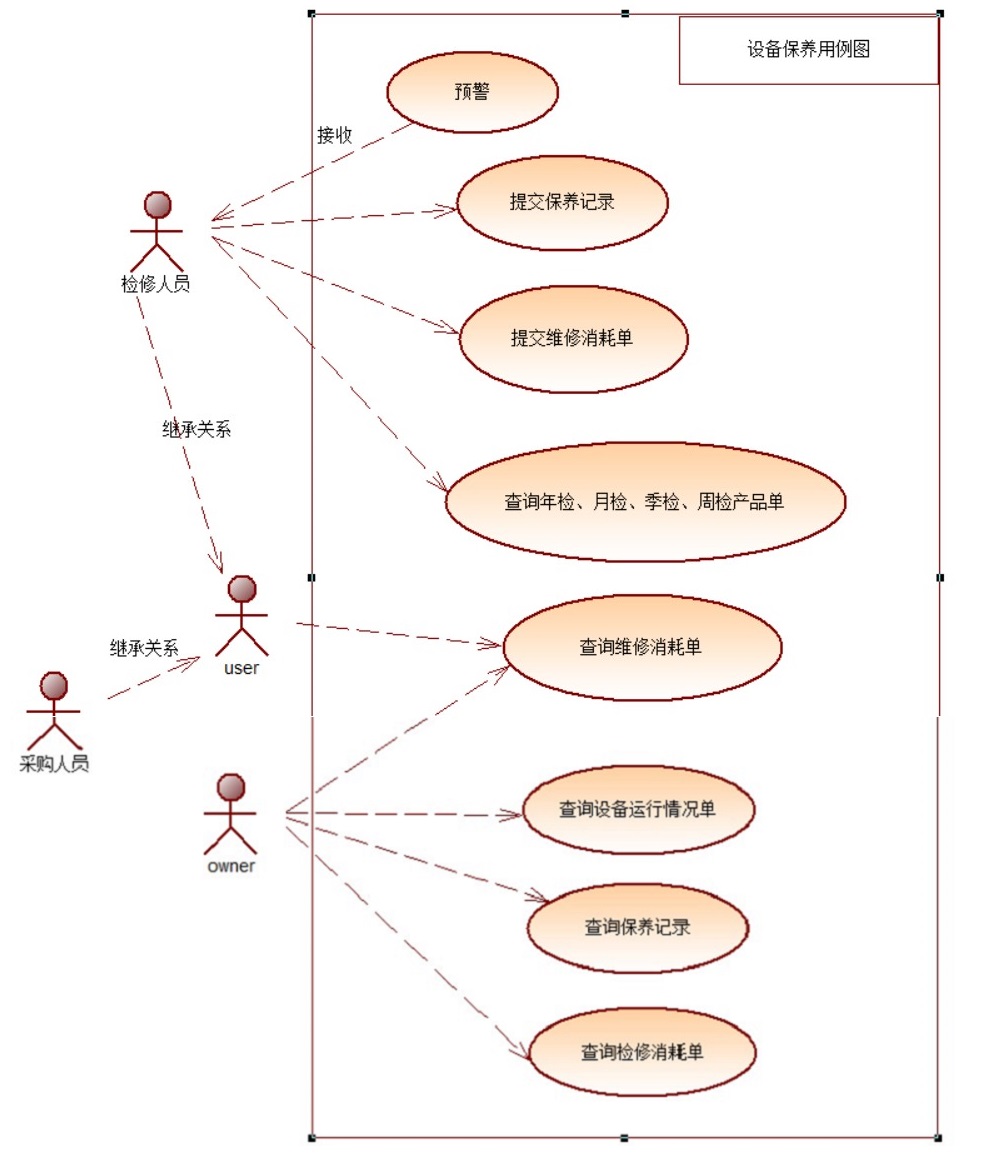 设备保养用例图
预警
接收
提交保养记录
检修人员
提交维修消耗单
继承关系
查询年检、月检、季检、周检产品单
继承关系
user
查询维修消耗单
采购人员
查询设备运行情况单
owner
查询保养记录
查询检修消耗单